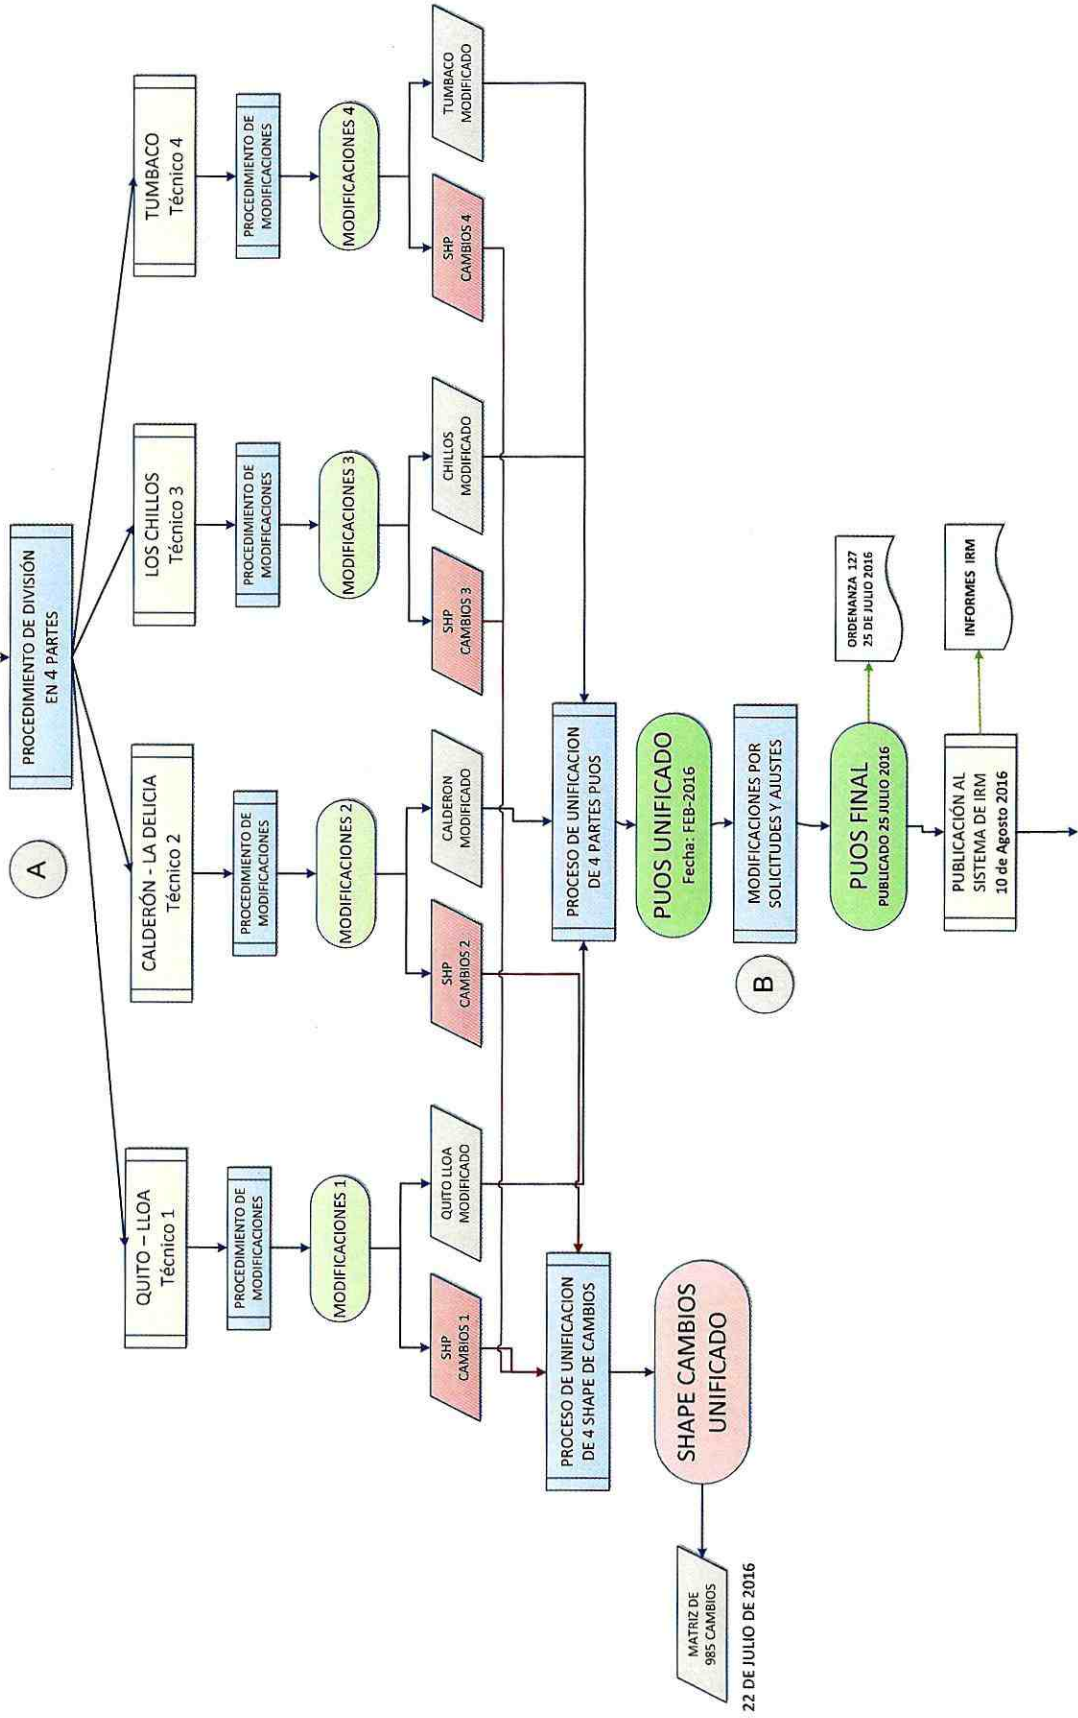 PROCEDIMIENTO DE DIVISIÓN
EN 4 PARTES
A
QUITO – LLOA
Técnico 1
CALDERÓN - LA DELICIA
Técnico 2
LOS CHILLOS
Técnico 3
TUMBACO
Técnico 4
PROCEDIMIENTO DE
MODIFICACIONES
PROCEDIMIENTO DE
MODIFICACIONES
PROCEDIMIENTO DE
MODIFICACIONES
PROCEDIMIENTO DE
MODIFICACIONES
MODIFICACIONES 1
MODIFICACIONES 2
MODIFICACIONES 3
MODIFICACIONES 4
SHP
CAMBIOS 1
QUITO LLOA
MODIFICADO
SHP
CAMBIOS 2
CALDERON
MODIFICADO
SHP
CAMBIOS 3
CHILLOS
MODIFICADO
SHP
CAMBIOS 4
TUMBACO
MODIFICADO
PROCESO DE UNIFICACION
DE 4 SHAPE DE CAMBIOS
PROCESO DE UNIFICACION
DE 4 PARTES PUOS
SHAPE CAMBIOS
UNIFICADO
PUOS UNIFICADO
Fecha: FEB-2016
MATRIZ DE
985 CAMBIOS
22 DE JULIO DE 2016
B
MODIFICACIONES POR
SOLICITUDES Y AJUSTES
PUOS FINAL
PUBLICADO 25 JULIO 2016
ORDENANZA 127
25 DE JULIO 2016
PUBLICACIÓN AL
SISTEMA DE IRM
10 de Agosto 2016
INFORMES IRM